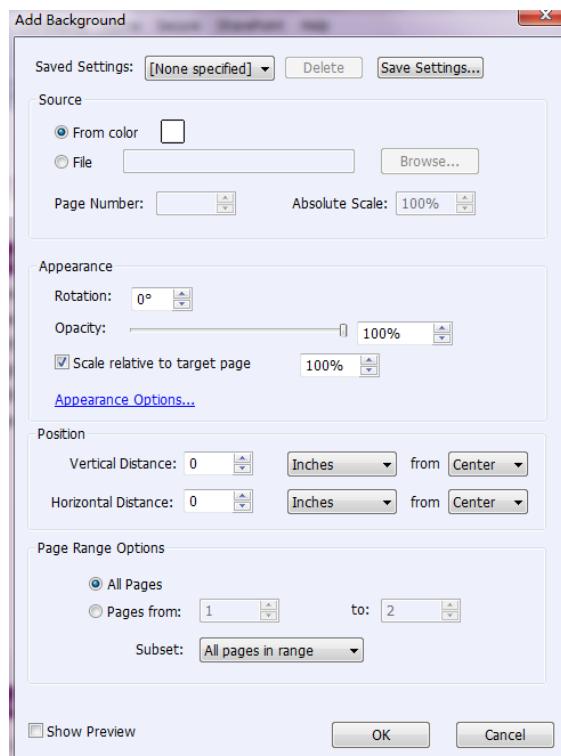 Add Background
Secure SharePoint Help
Saved Settings: [None specified] Delete Save Settings...
Source
From color
File Browse...
Page Number: Absolute Scale: 100%
Appearance
Rotation: 0°
Opacity: 100%
Scale relative to target page 100%
Appearance Options...
Position
Vertical Distance: 0 Inches from Center
Horizontal Distance: 0 Inches from Center
Page Range Options
All Pages
Pages from: 1 to: 2
Subset: All pages in range
Show Preview OK Cancel